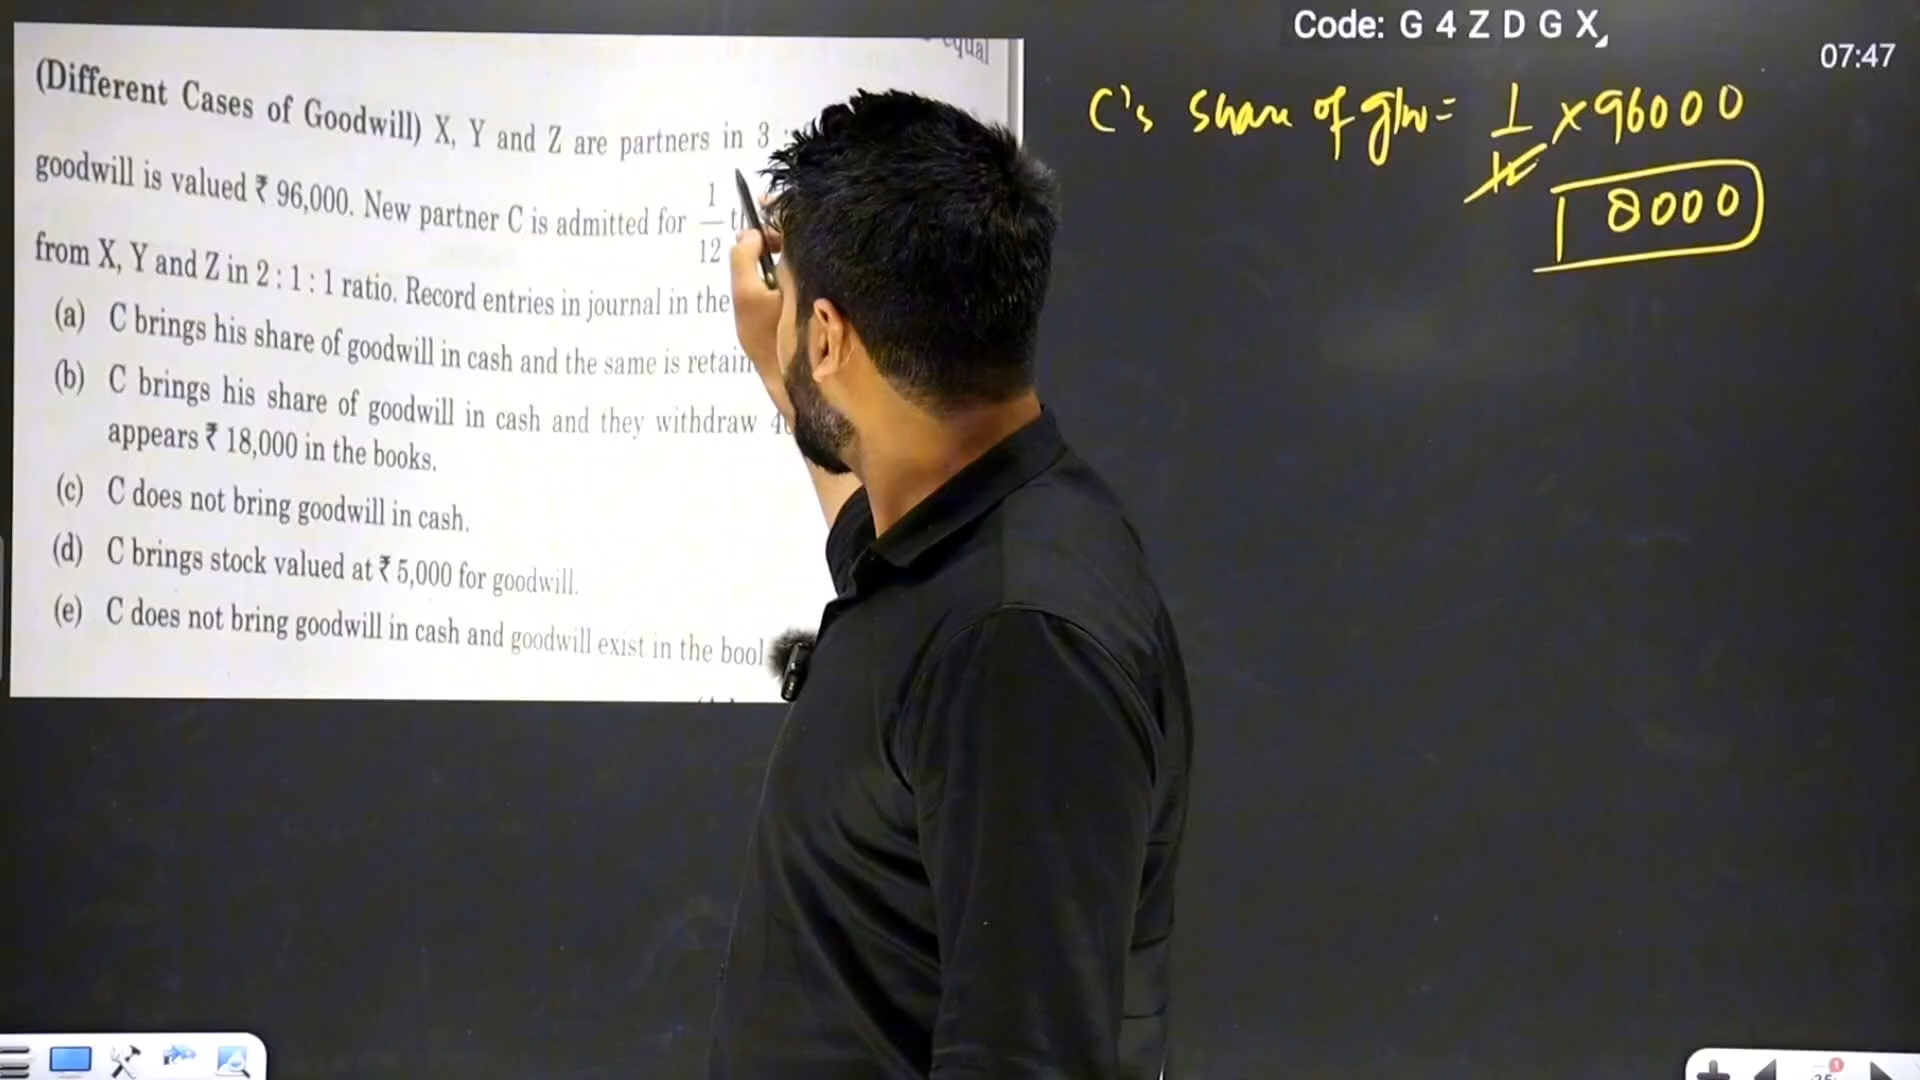 Code: G 4 Z D G X
07:47
equal
(Different Cases of Goodwill) X, Y and Z are partners in 3
goodwill is valued ₹ 96,000. New partner C is admitted for 1/12 th
from X, Y and Z in 2 : 1 : 1 ratio. Record entries in journal in the
(a) C brings his share of goodwill in cash and the same is retain
(b) C brings his share of goodwill in cash and they withdraw 4
appears ₹ 18,000 in the books.
(c) C does not bring goodwill in cash.
(d) C brings stock valued at ₹ 5,000 for goodwill.
(e) C does not bring goodwill in cash and goodwill exist in the boo
C's share of g/w = 1/12 × 96000
8000